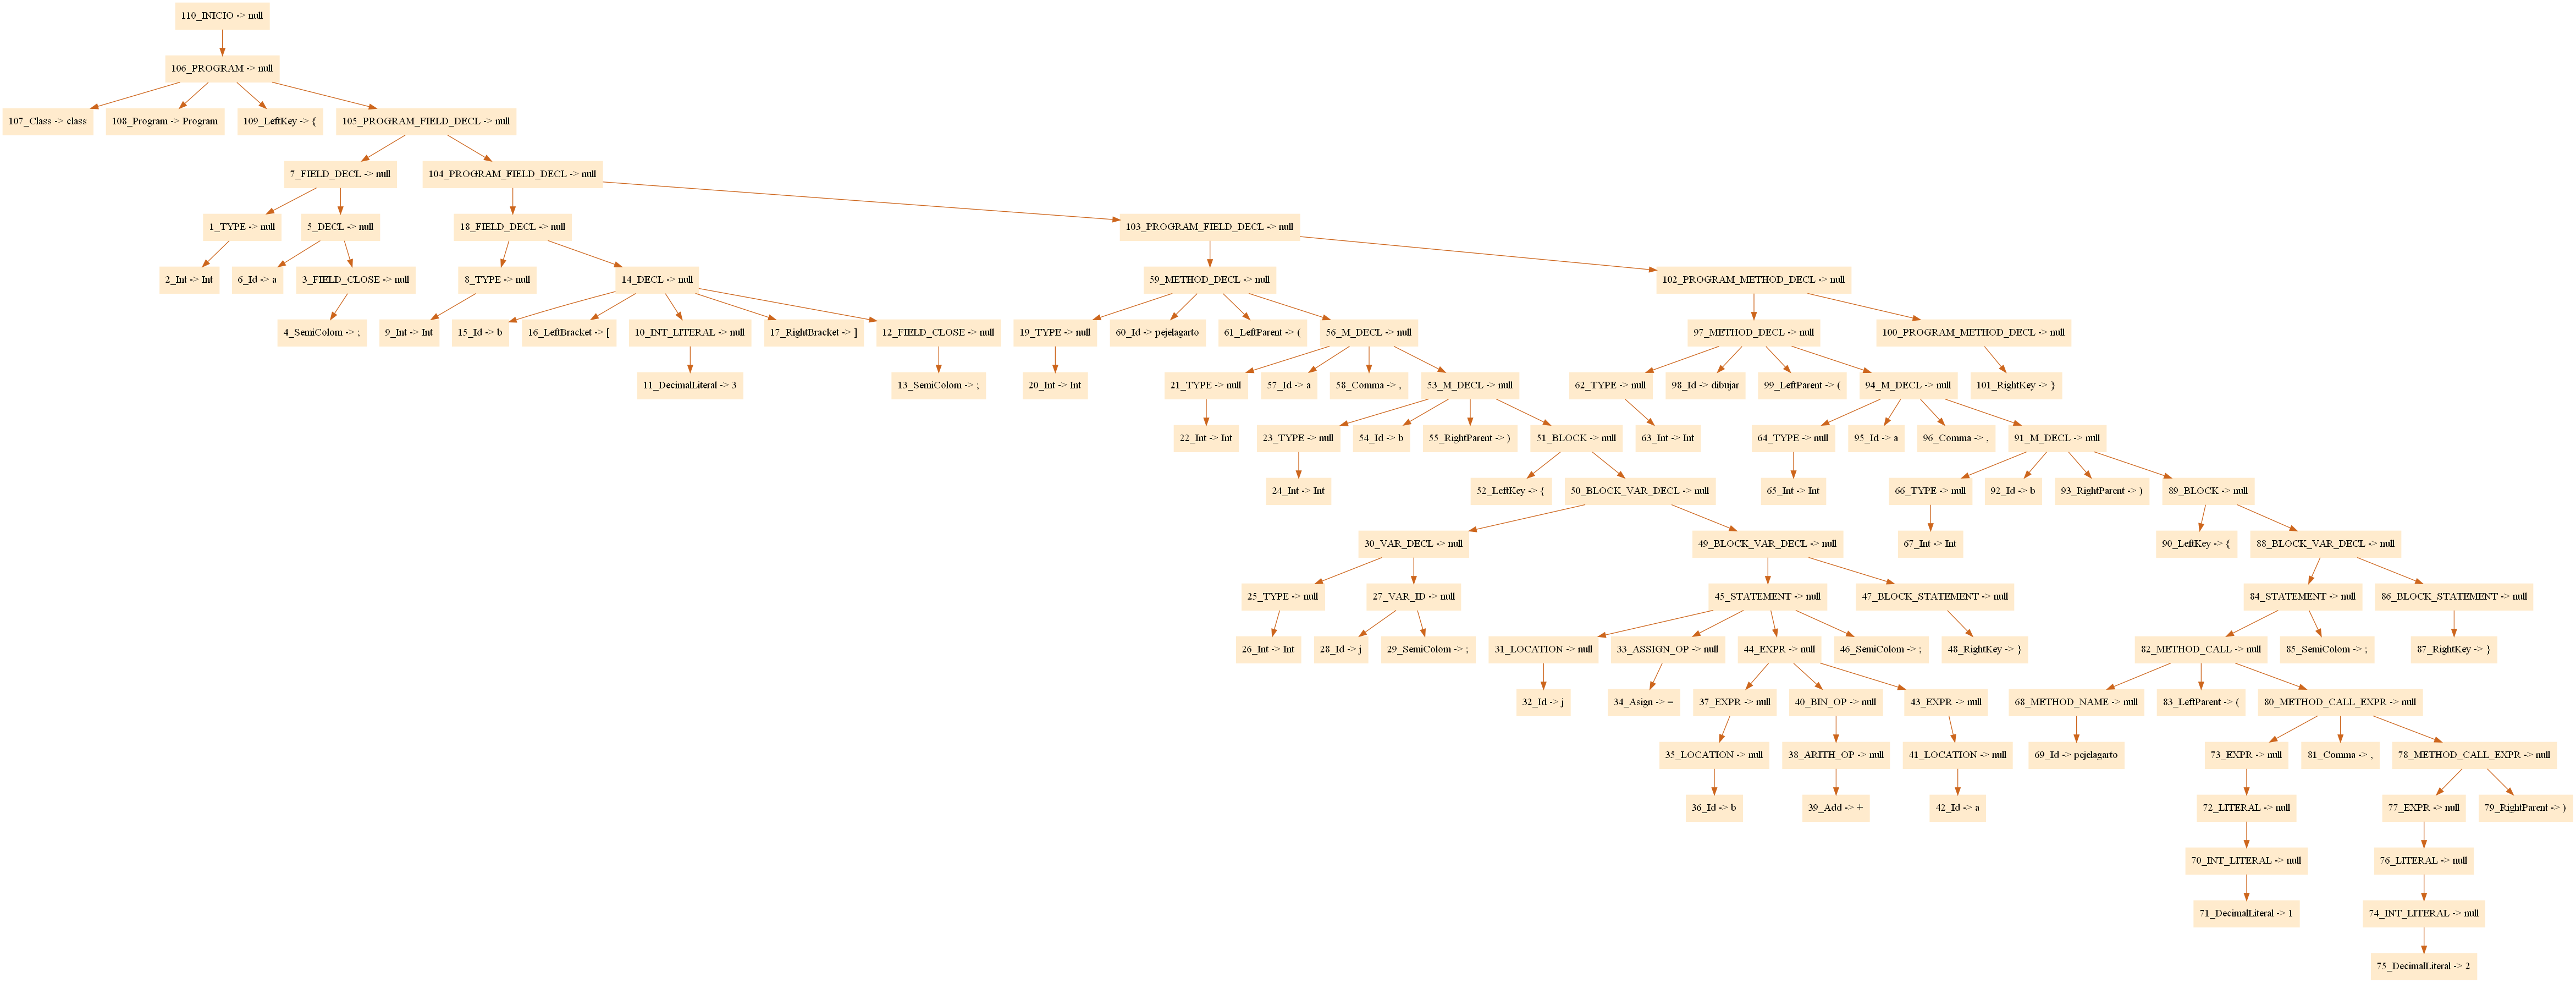 110_INICIO -> null
106_PROGRAM -> null
107_Class -> class
108_Program -> Program
109_LeftKey -> {
105_PROGRAM_FIELD_DECL -> null
7_FIELD_DECL -> null
104_PROGRAM_FIELD_DECL -> null
1_TYPE -> null
5_DECL -> null
18_FIELD_DECL -> null
103_PROGRAM_FIELD_DECL -> null
2_Int -> Int
6_Id -> a
3_FIELD_CLOSE -> null
8_TYPE -> null
14_DECL -> null
59_METHOD_DECL -> null
102_PROGRAM_METHOD_DECL -> null
4_SemiColom -> ;
9_Int -> Int
15_Id -> b
16_LeftBracket -> [
10_INT_LITERAL -> null
17_RightBracket -> ]
12_FIELD_CLOSE -> null
19_TYPE -> null
60_Id -> pejelagarto
61_LeftParent -> (
56_M_DECL -> null
97_METHOD_DECL -> null
100_PROGRAM_METHOD_DECL -> null
11_DecimalLiteral -> 3
13_SemiColom -> ;
20_Int -> Int
21_TYPE -> null
57_Id -> a
58_Comma -> ,
53_M_DECL -> null
62_TYPE -> null
98_Id -> dibujar
99_LeftParent -> (
94_M_DECL -> null
101_RightKey -> }
22_Int -> Int
23_TYPE -> null
54_Id -> b
55_RightParent -> )
51_BLOCK -> null
63_Int -> Int
64_TYPE -> null
95_Id -> a
96_Comma -> ,
91_M_DECL -> null
24_Int -> Int
52_LeftKey -> {
50_BLOCK_VAR_DECL -> null
65_Int -> Int
66_TYPE -> null
92_Id -> b
93_RightParent -> )
89_BLOCK -> null
30_VAR_DECL -> null
49_BLOCK_VAR_DECL -> null
67_Int -> Int
90_LeftKey -> {
88_BLOCK_VAR_DECL -> null
25_TYPE -> null
27_VAR_ID -> null
45_STATEMENT -> null
47_BLOCK_STATEMENT -> null
84_STATEMENT -> null
86_BLOCK_STATEMENT -> null
26_Int -> Int
28_Id -> j
29_SemiColom -> ;
31_LOCATION -> null
33_ASSIGN_OP -> null
44_EXPR -> null
46_SemiColom -> ;
48_RightKey -> }
82_METHOD_CALL -> null
85_SemiColom -> ;
87_RightKey -> }
32_Id -> j
34_Asign -> =
37_EXPR -> null
40_BIN_OP -> null
43_EXPR -> null
68_METHOD_NAME -> null
83_LeftParent -> (
80_METHOD_CALL_EXPR -> null
35_LOCATION -> null
38_ARITH_OP -> null
41_LOCATION -> null
69_Id -> pejelagarto
73_EXPR -> null
81_Comma -> ,
78_METHOD_CALL_EXPR -> null
36_Id -> b
39_Add -> +
42_Id -> a
72_LITERAL -> null
77_EXPR -> null
79_RightParent -> )
70_INT_LITERAL -> null
76_LITERAL -> null
71_DecimalLiteral -> 1
74_INT_LITERAL -> null
75_DecimalLiteral -> 2